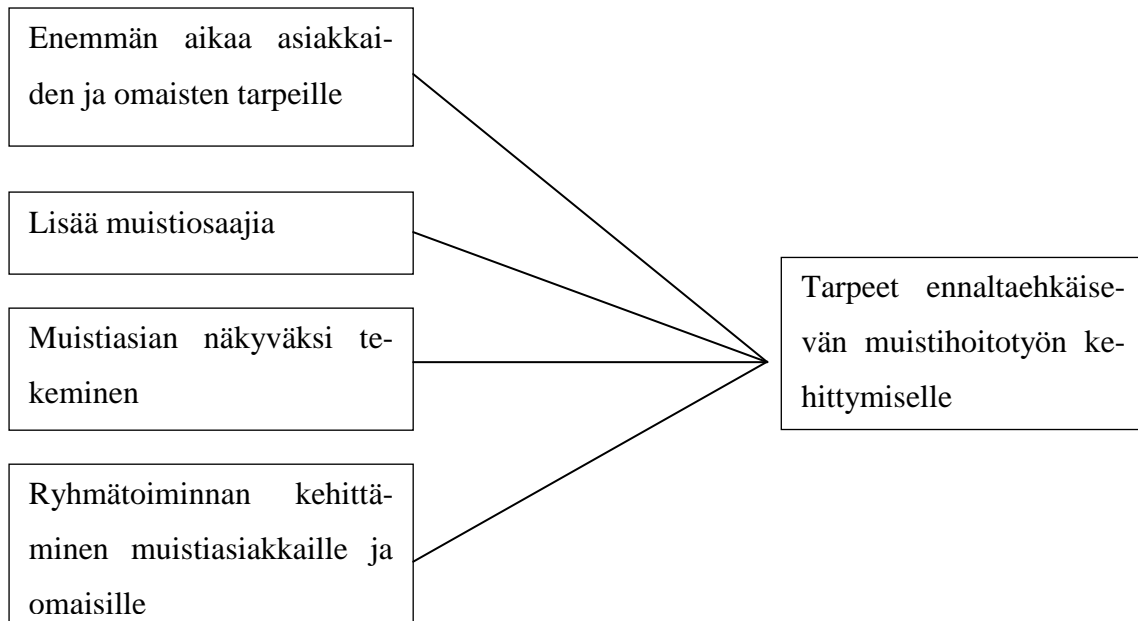 Enemmän aikaa asiakkai-
den ja omaisten tarpeille
Lisää muistiosaajia
Muistiasian näkyväksi te-
keminen
Ryhmätoiminnan kehittä-
minen muistiasiakkaille ja
omaisille
Tarpeet ennaltaehkäise-
vän muistihoitotyön ke-
hittymiselle